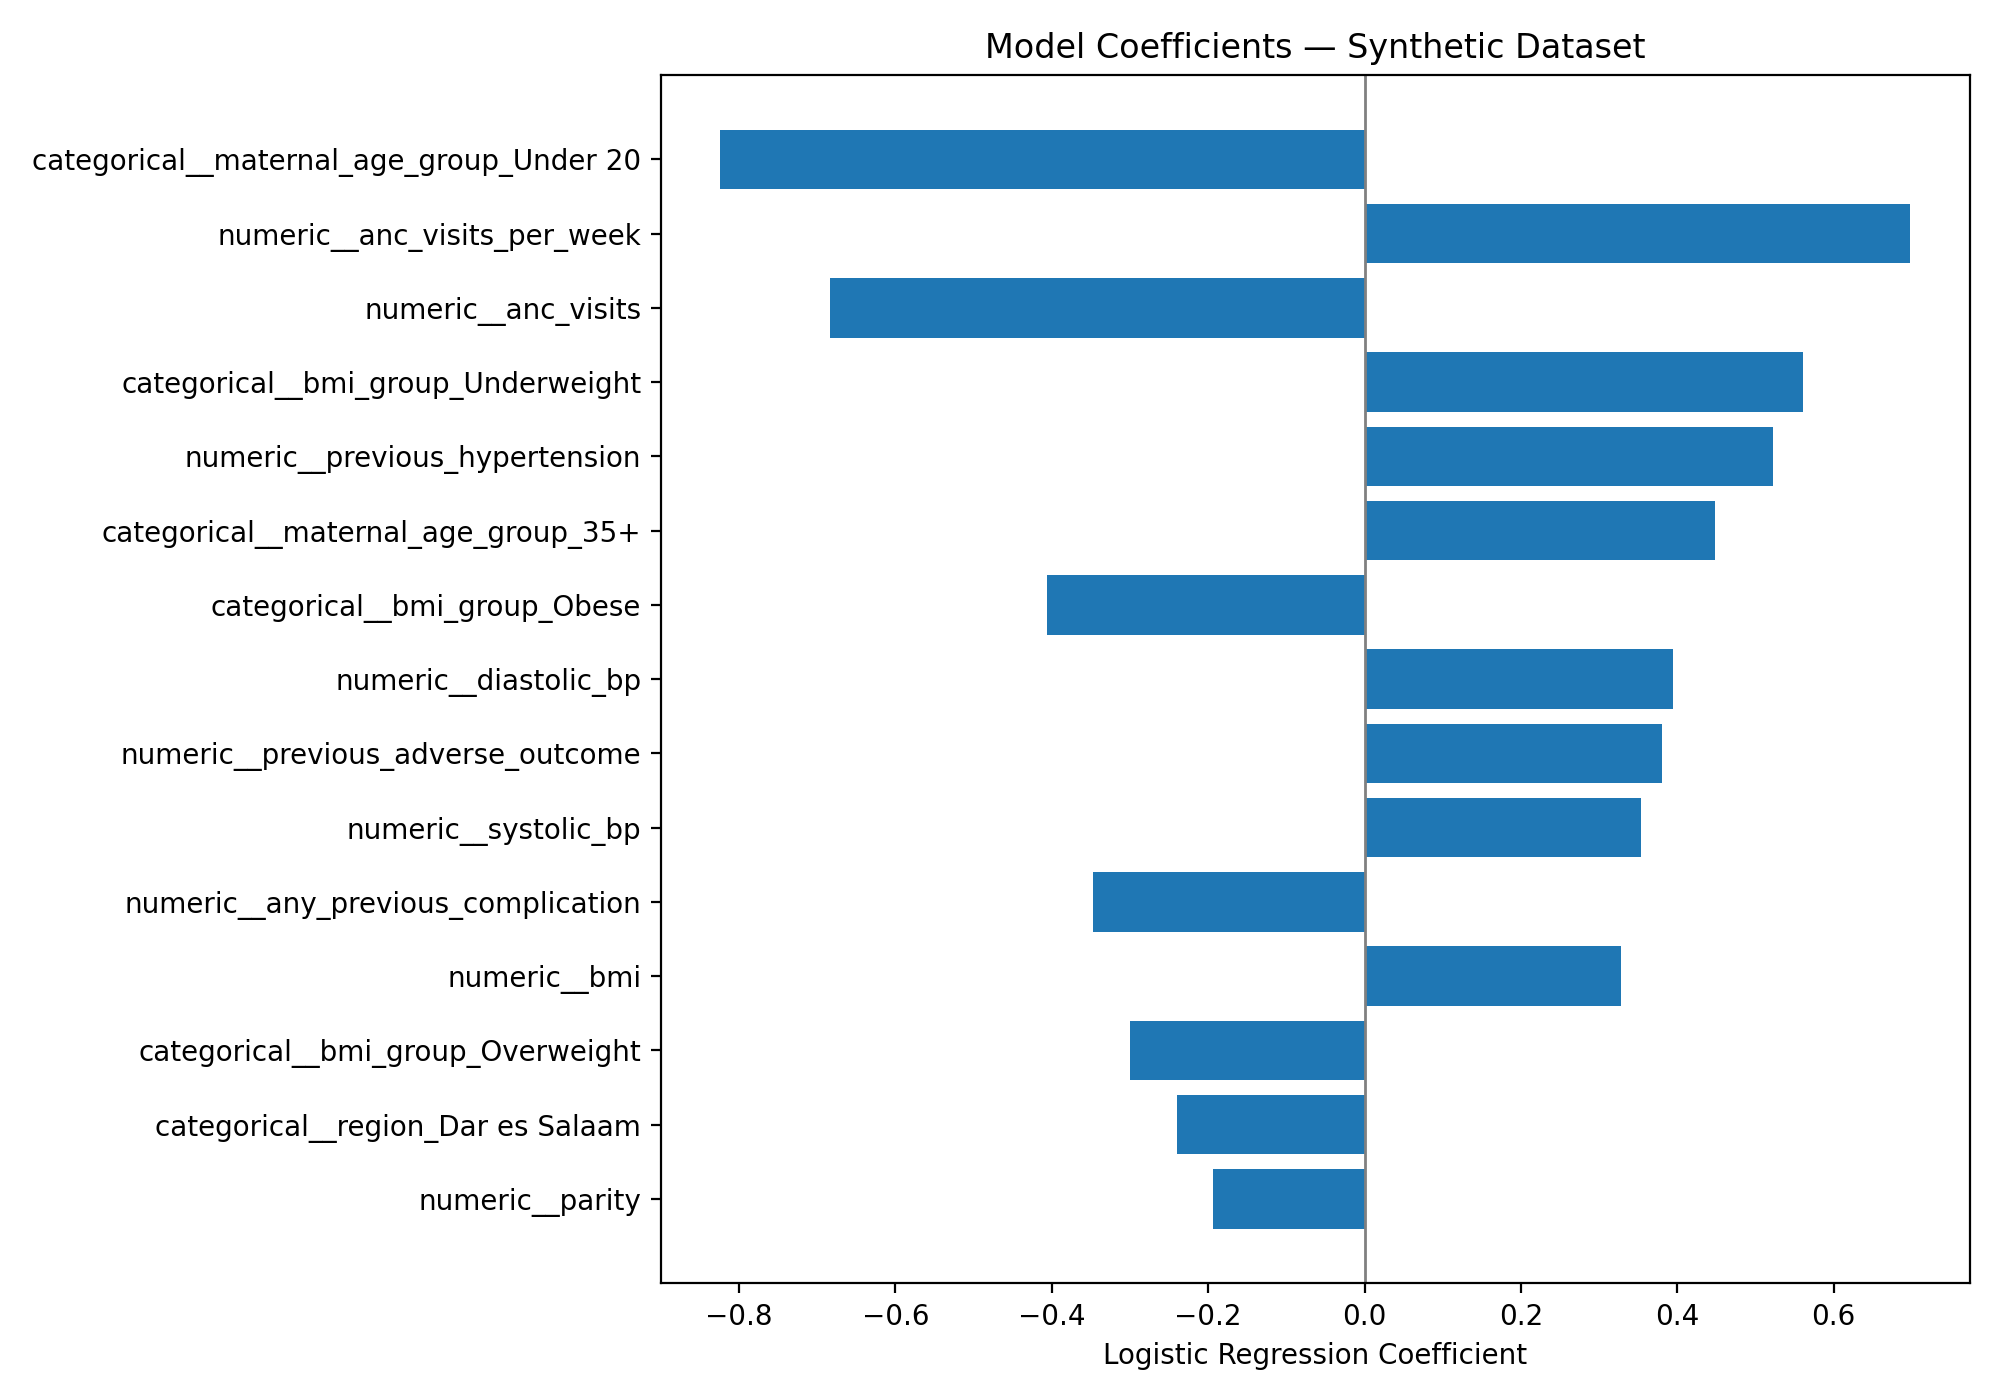 Model Coefficients — Synthetic Dataset
categorical__maternal_age_group_Under 20
numeric__anc_visits_per_week
numeric__anc_visits
categorical__bmi_group_Underweight
numeric__previous_hypertension
categorical__maternal_age_group_35+
categorical__bmi_group_Obese
numeric__diastolic_bp
numeric__previous_adverse_outcome
numeric__systolic_bp
numeric__any_previous_complication
numeric__bmi
categorical__bmi_group_Overweight
categorical__region_Dar es Salaam
numeric__parity
−0.8 −0.6 −0.4 −0.2 0.0 0.2 0.4 0.6
Logistic Regression Coefficient